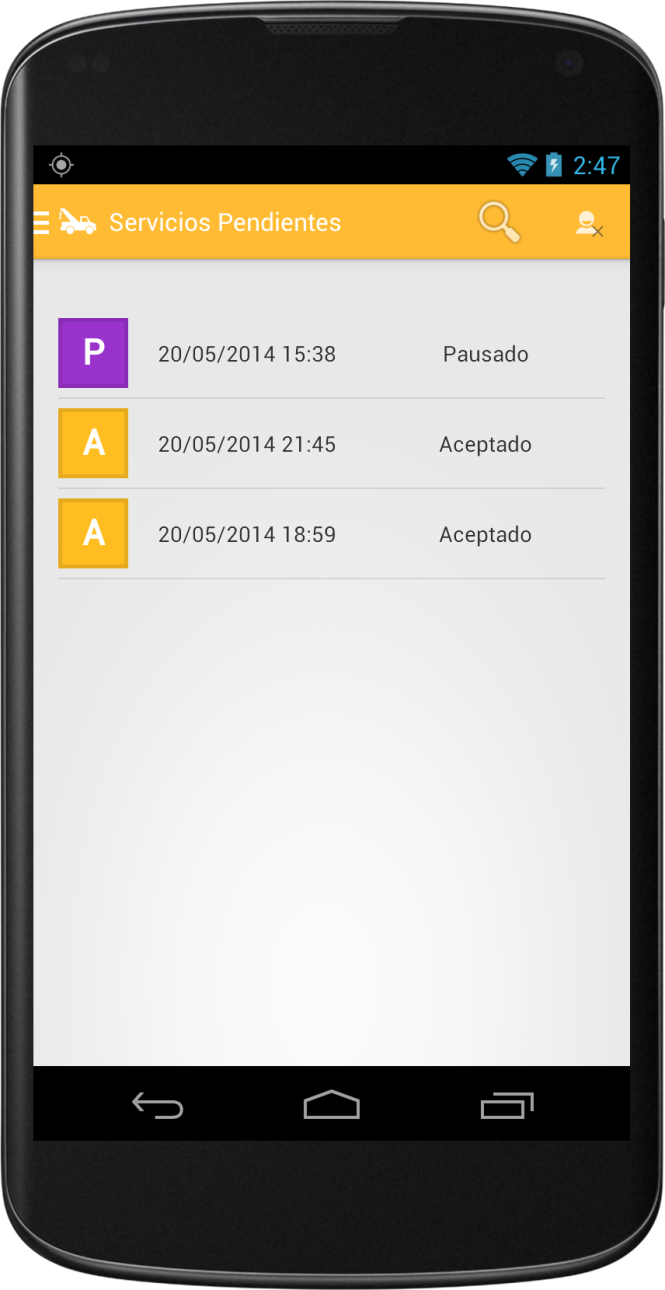 2:47
Servicios Pendientes
P 20/05/2014 15:38 Pausado
A 20/05/2014 21:45 Aceptado
A 20/05/2014 18:59 Aceptado